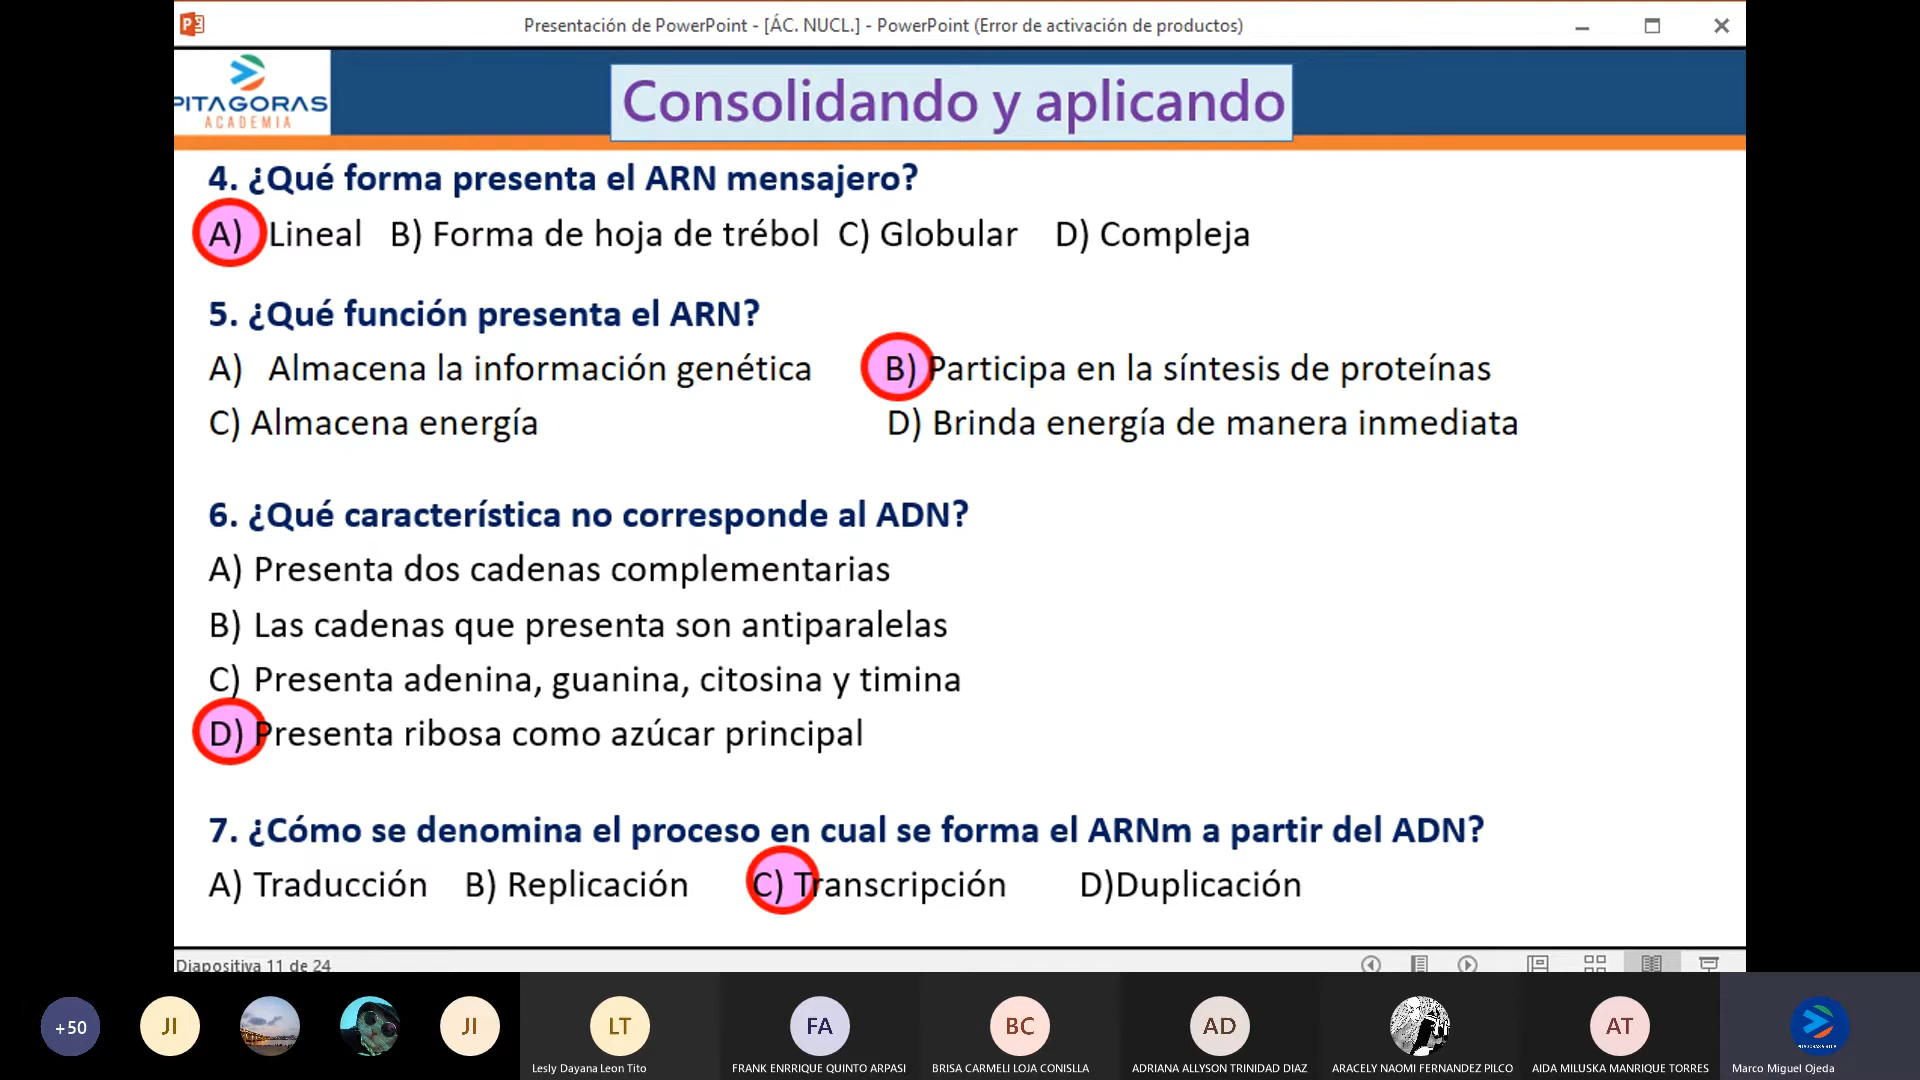 Presentación de PowerPoint - [ÁC. NUCL.] - PowerPoint (Error de activación de productos)
PITAGORAS
ACADEMIA
Consolidando y aplicando
4. ¿Qué forma presenta el ARN mensajero?
A) Lineal B) Forma de hoja de trébol C) Globular D) Compleja
5. ¿Qué función presenta el ARN?
A) Almacena la información genética B) Participa en la síntesis de proteínas
C) Almacena energía D) Brinda energía de manera inmediata
6. ¿Qué característica no corresponde al ADN?
A) Presenta dos cadenas complementarias
B) Las cadenas que presenta son antiparalelas
C) Presenta adenina, guanina, citosina y timina
D) Presenta ribosa como azúcar principal
7. ¿Cómo se denomina el proceso en cual se forma el ARNm a partir del ADN?
A) Traducción B) Replicación C) Transcripción D)Duplicación
Diapositiva 11 de 24
+50 JI JI LT FA BC AD AT
Lesly Dayana Leon Tito FRANK ENRRIQUE QUINTO ARPASI BRISA CARMELI LOJA CONISLLA ADRIANA ALLYSON TRINIDAD DIAZ ARACELY NAOMI FERNANDEZ PILCO AIDA MILUSKA MANRIQUE TORRES Marco Miguel Ojeda